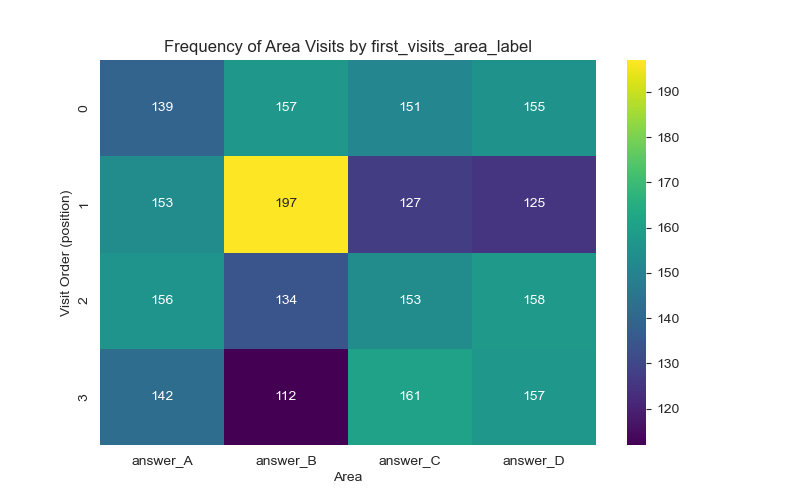 Frequency of Area Visits by first_visits_area_label
Visit Order (position)
0
139 157 151 155
1
153 197 127 125
2
156 134 153 158
3
142 112 161 157
answer_A answer_B answer_C answer_D
Area
190
180
170
160
150
140
130
120